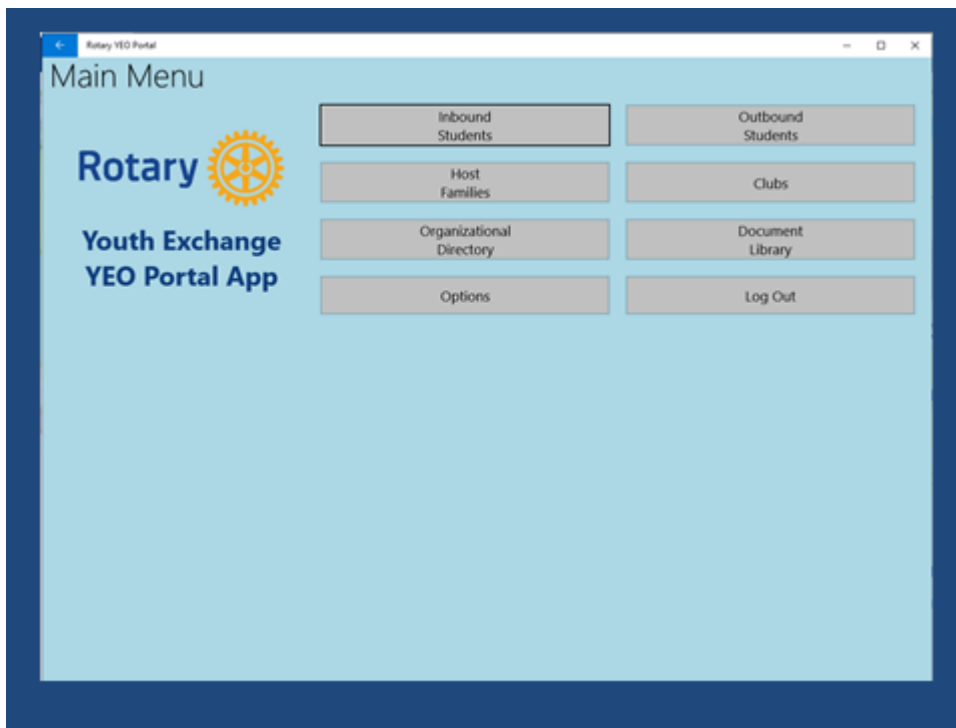 Rotary YEO Portal
Main Menu
Rotary
Youth Exchange
YEO Portal App
Inbound
Students
Outbound
Students
Host
Families
Clubs
Organizational
Directory
Document
Library
Options
Log Out